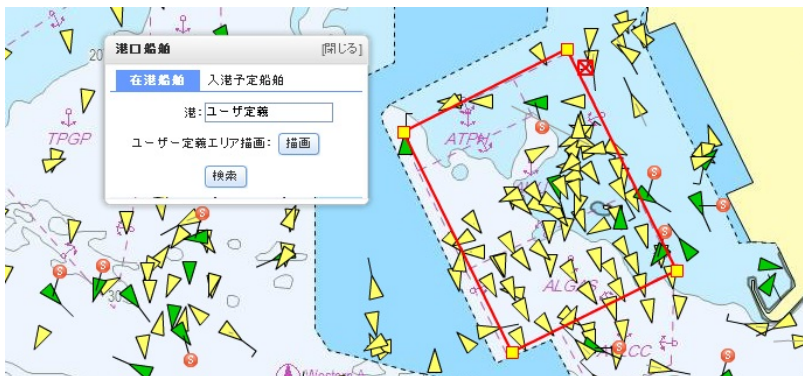 港口船舶 [閉じる]
在港船舶 入港予定船舶
港: ユーザ定義
ユーザー定義エリア描画: 描画
検索
20
TPGP
ATPH
ALGAS
30
S
S
S
S
S
S
S
S